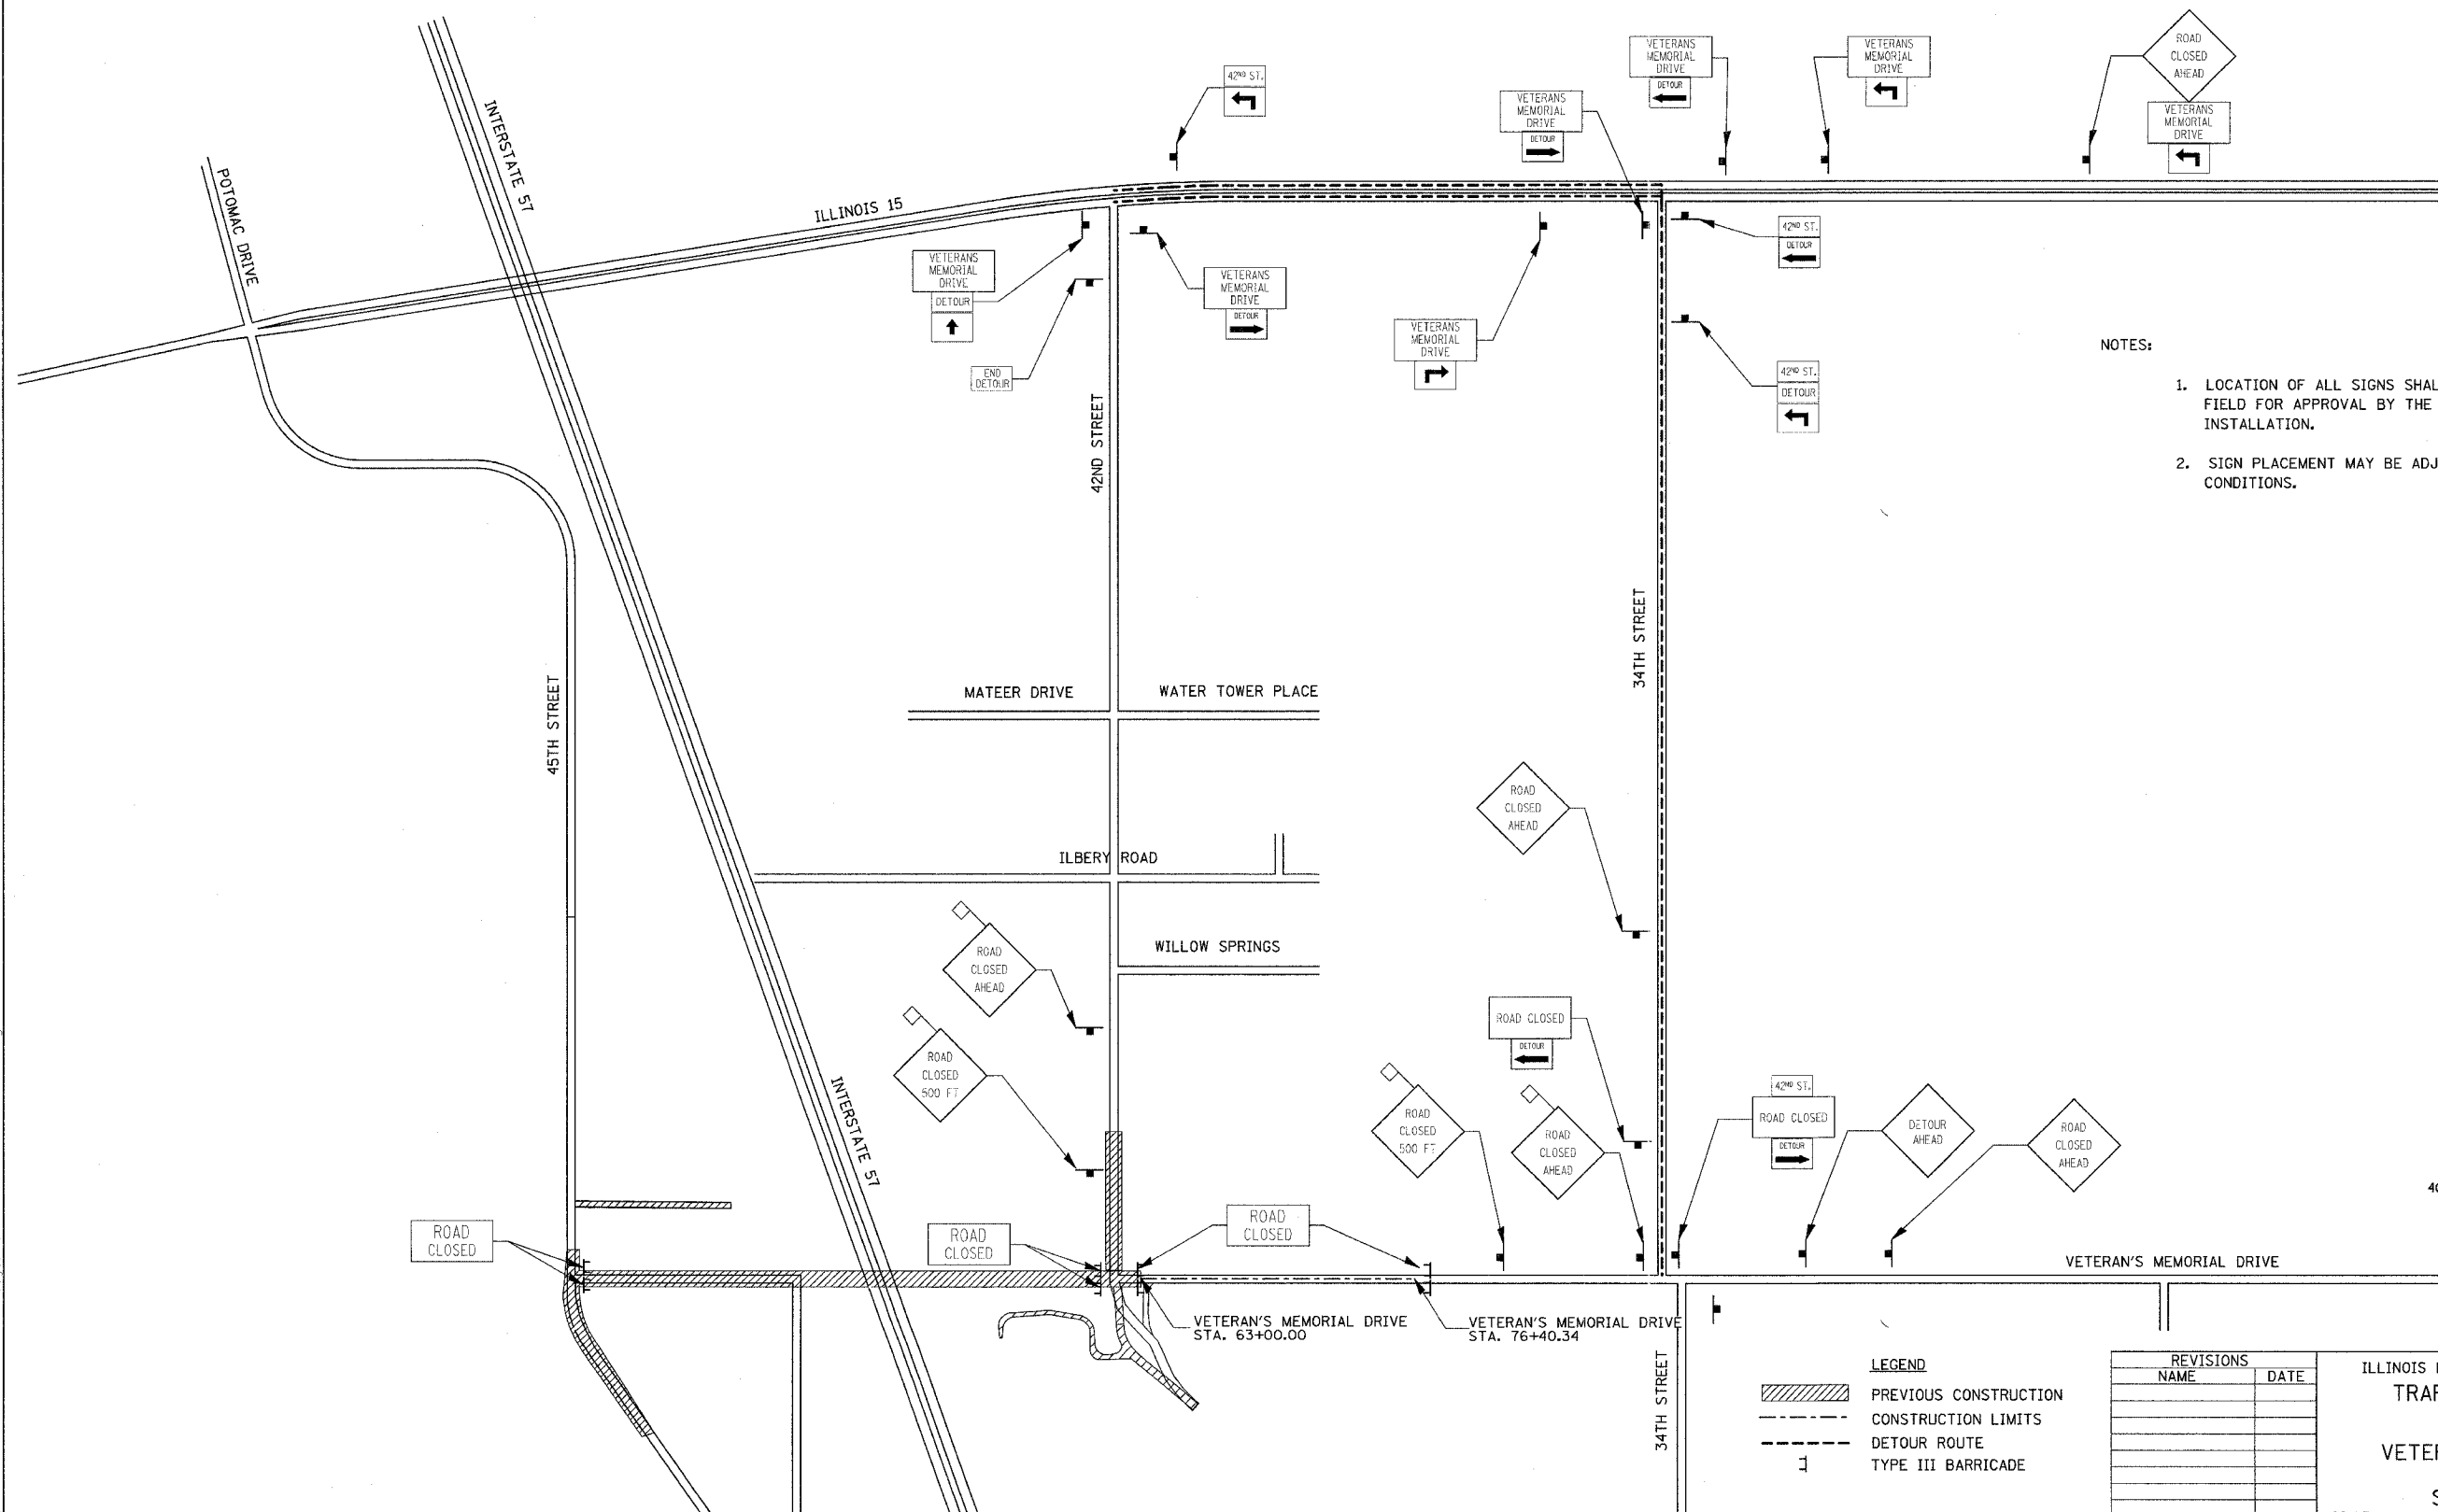 ROAD
CLOSED
AHEAD
VETERANS
MEMORIAL
DRIVE
VETERANS
MEMORIAL
DRIVE
DETOUR
VETERANS
MEMORIAL
DRIVE
42ND ST.
VETERANS
MEMORIAL
DRIVE
DETOUR
INTERSTATE 57
POTOMAC DRIVE
ILLINOIS 15
VETERANS
MEMORIAL
DRIVE
DETOUR
END
DETOUR
VETERANS
MEMORIAL
DRIVE
DETOUR
VETERANS
MEMORIAL
DRIVE
42ND ST.
DETOUR
42ND ST.
DETOUR
NOTES:
1. LOCATION OF ALL SIGNS SHAL
FIELD FOR APPROVAL BY THE
INSTALLATION.
2. SIGN PLACEMENT MAY BE ADJ
CONDITIONS.
42ND STREET
34TH STREET
45TH STREET
MATEER DRIVE
WATER TOWER PLACE
ROAD
CLOSED
AHEAD
ILBERY ROAD
WILLOW SPRINGS
ROAD
CLOSED
AHEAD
ROAD
CLOSED
500 FT
ROAD CLOSED
DETOUR
INTERSTATE 57
ROAD
CLOSED
500 FT
ROAD
CLOSED
AHEAD
42ND ST.
ROAD CLOSED
DETOUR
DETOUR
AHEAD
ROAD
CLOSED
AHEAD
40
ROAD
CLOSED
ROAD
CLOSED
ROAD
CLOSED
VETERAN'S MEMORIAL DRIVE
VETERAN'S MEMORIAL DRIVE
STA. 63+00.00
VETERAN'S MEMORIAL DRIVE
STA. 76+40.34
34TH STREET
LEGEND
PREVIOUS CONSTRUCTION
CONSTRUCTION LIMITS
DETOUR ROUTE
TYPE III BARRICADE
REVISIONS
NAME DATE
ILLINOIS
TRAF
VETER
S